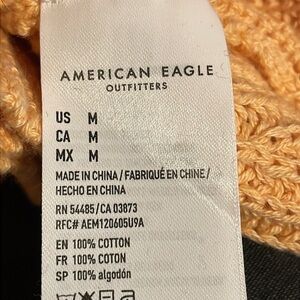 AMERICAN EAGLE
OUTFITTERS
US M
CA M
MX M
MADE IN CHINA / FABRIQUÉ EN CHINE /
HECHO EN CHINA
RN 54485 / CA 03873
RFC# AEM120605U9A
EN 100% COTTON
FR 100% COTON
SP 100% algodón